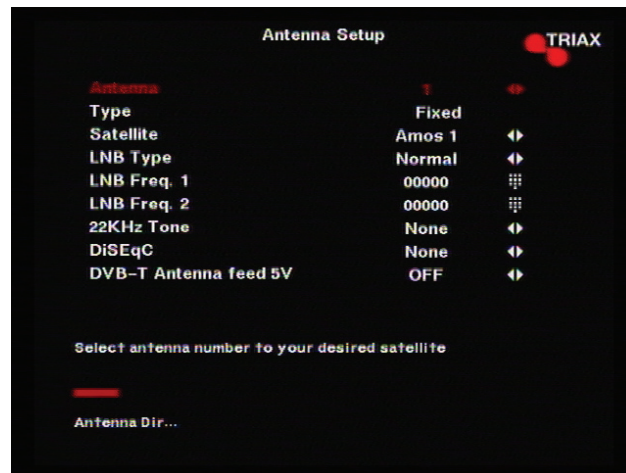 Antenna Setup
TRIAX
Antenna 1
Type Fixed
Satellite Amos 1
LNB Type Normal
LNB Freq. 1 00000
LNB Freq. 2 00000
22KHz Tone None
DiSEqC None
DVB-T Antenna feed 5V OFF
Select antenna number to your desired satellite
Antenna Dir...